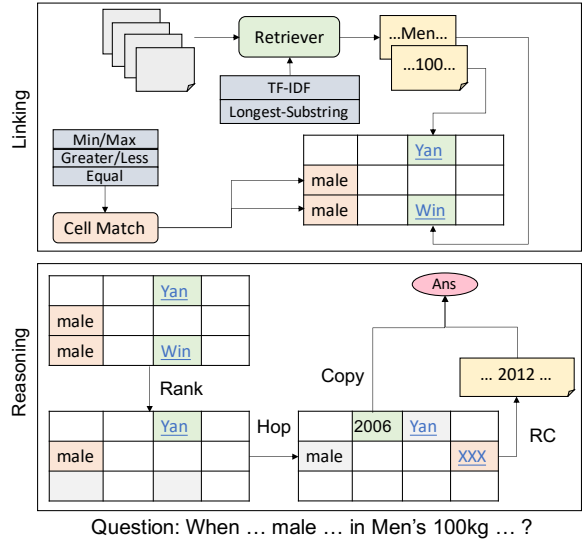 Linking
Retriever
...Men...
...100...
TF-IDF
Longest-Substring
Min/Max
Greater/Less
Equal
Cell Match
Yan
male
male
Win
Reasoning
Yan
male
male
Win
Rank
Yan
male
Hop
Ans
Copy
... 2012 ...
RC
2006
Yan
male
XXX
Question: When ... male ... in Men's 100kg ... ?